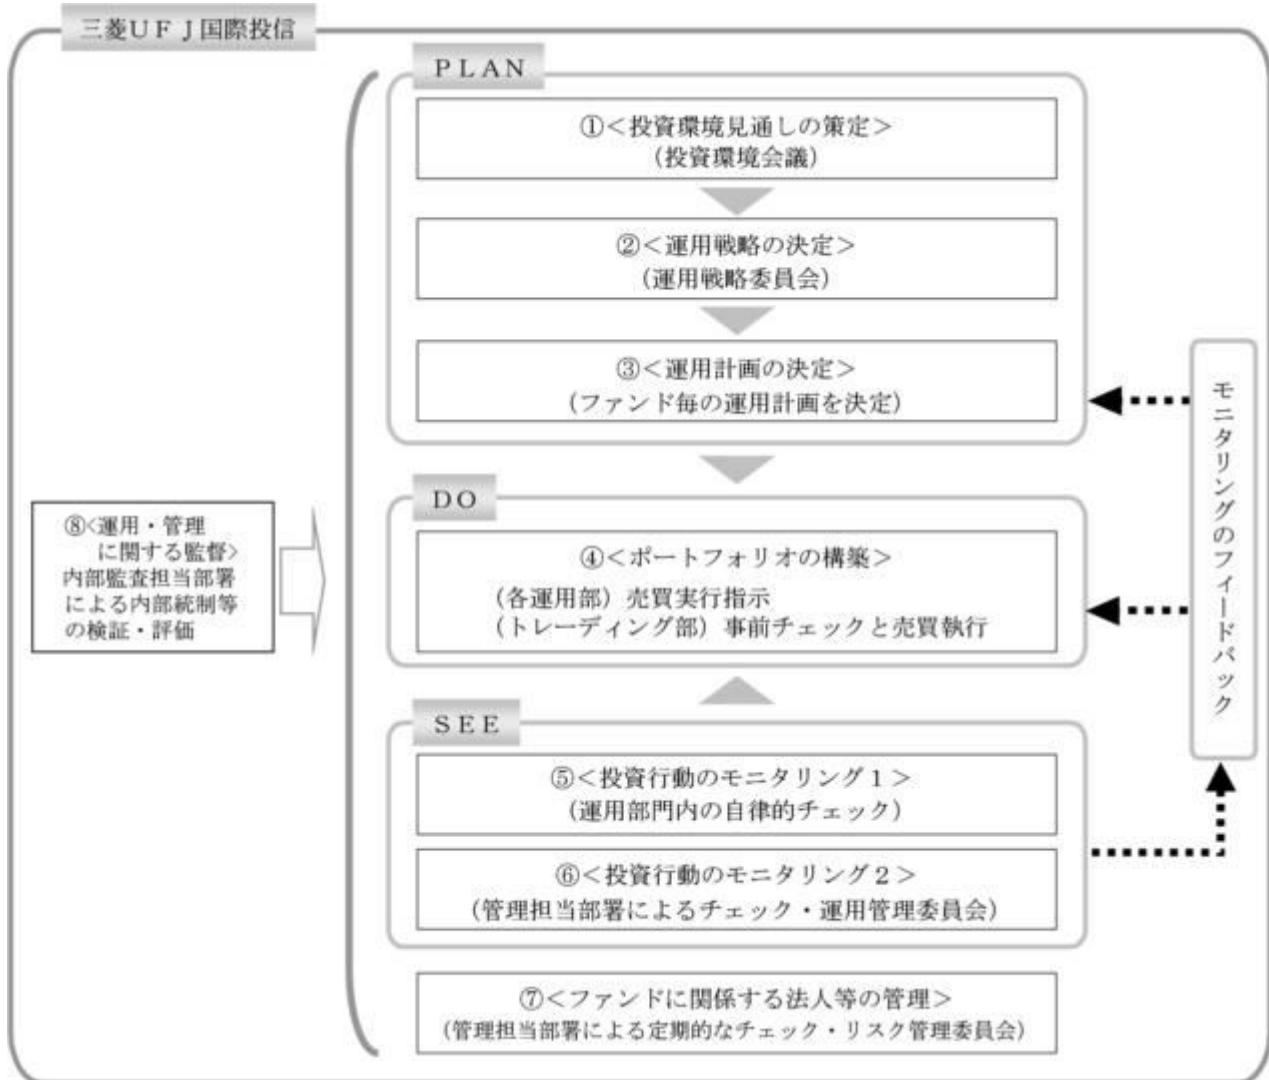 三菱ＵＦＪ国際投信
ＰＬＡＮ
①＜投資環境見通しの策定＞
（投資環境会議）
②＜運用戦略の決定＞
（運用戦略委員会）
③＜運用計画の決定＞
（ファンド毎の運用計画を決定）
ＤＯ
④＜ポートフォリオの構築＞
（各運用部）売買実行指示
（トレーディング部）事前チェックと売買執行
ＳＥＥ
⑤＜投資行動のモニタリング１＞
（運用部門内の自律的チェック）
⑥＜投資行動のモニタリング２＞
（管理担当部署によるチェック・運用管理委員会）
⑦＜ファンドに関係する法人等の管理＞
（管理担当部署による定期的なチェック・リスク管理委員会）
⑧＜運用・管理
に関する監督＞
内部監査担当部署
による内部統制等
の検証・評価
モニタリングのフィードバック